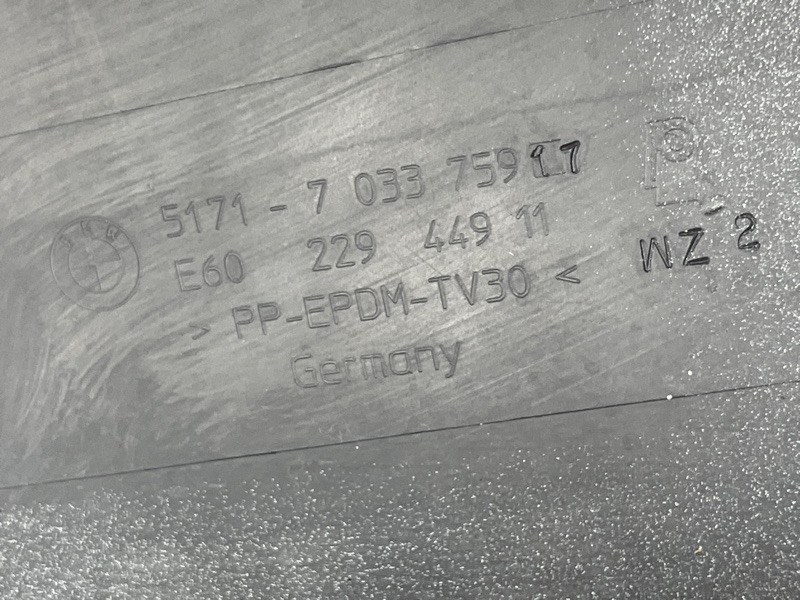 5171 - 7 033 759 17
E60 229 449 11
WZ 2
> PP-EPDM-TV30 <
Germany